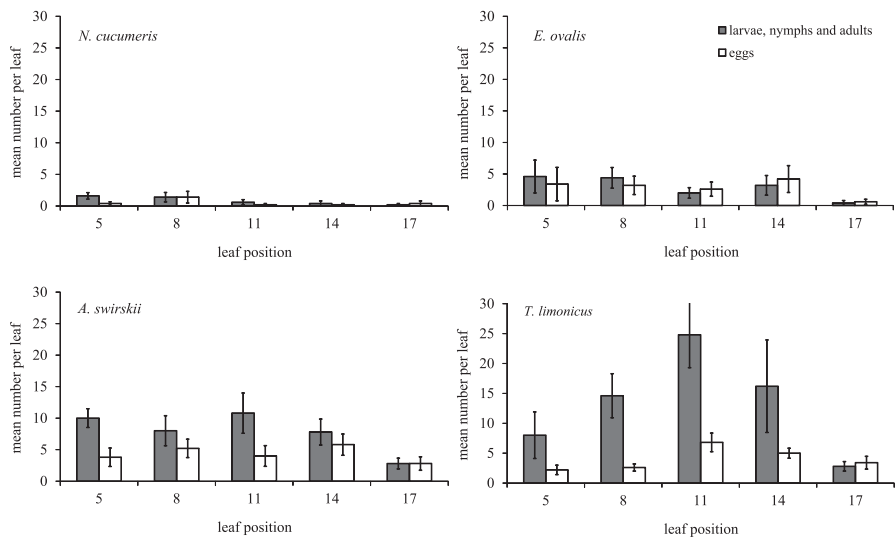 N. cucumeris
mean number per leaf
30
25
20
15
10
5
0
5 8 11 14 17
leaf position
E. ovalis
larvae, nymphs and adults
eggs
mean number per leaf
30
25
20
15
10
5
0
5 8 11 14 17
leaf position
A. swirskii
mean number per leaf
30
25
20
15
10
5
0
5 8 11 14 17
leaf position
T. limonicus
mean number per leaf
30
25
20
15
10
5
0
5 8 11 14 17
leaf position